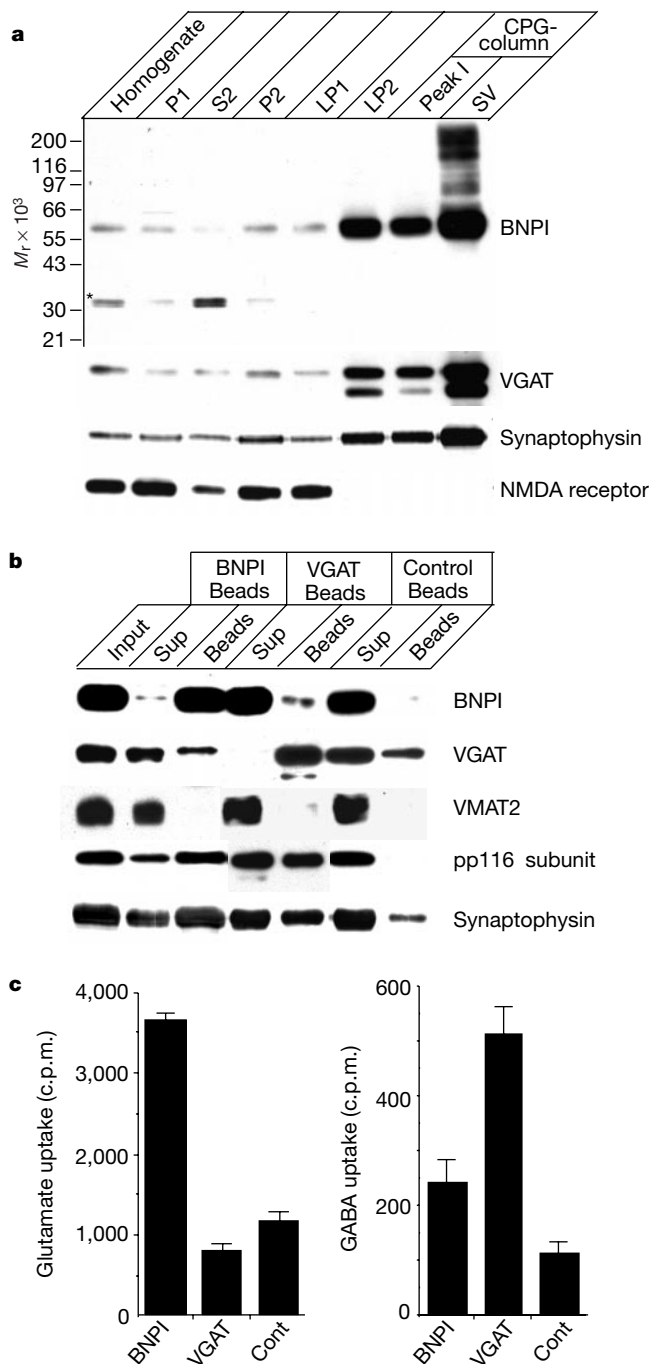 a
CPG-
column
Homogenate P1 S2 P2 LP1 LP2 Peak I SV
200
116
97
66
55
43
30
21
Mr × 10³
*
BNPI
VGAT
Synaptophysin
NMDA receptor
b
BNPI Beads
VGAT Beads
Control Beads
Input Sup Beads Sup Beads Sup Beads
BNPI
VGAT
VMAT2
pp116 subunit
Synaptophysin
c
4,000
3,000
2,000
1,000
0
Glutamate uptake (c.p.m.)
BNPI VGAT Cont
600
400
200
0
GABA uptake (c.p.m.)
BNPI VGAT Cont